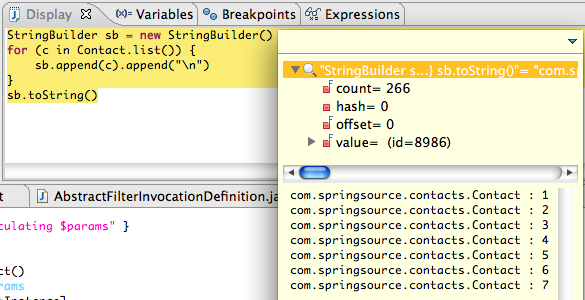 Display Variables Breakpoints Expressions
StringBuilder sb = new StringBuilder()
for (c in Contact.list()) {
    sb.append(c).append("\n")
}
sb.toString()
"StringBuilder s...} sb.toString()"= "com.s
count= 266
hash= 0
offset= 0
value= (id=8986)
com.springsource.contacts.Contact : 1
com.springsource.contacts.Contact : 2
com.springsource.contacts.Contact : 3
com.springsource.contacts.Contact : 4
com.springsource.contacts.Contact : 5
com.springsource.contacts.Contact : 6
com.springsource.contacts.Contact : 7
t AbstractFilterInvocationDefinition.ja
culating $params" }
ct()
rams